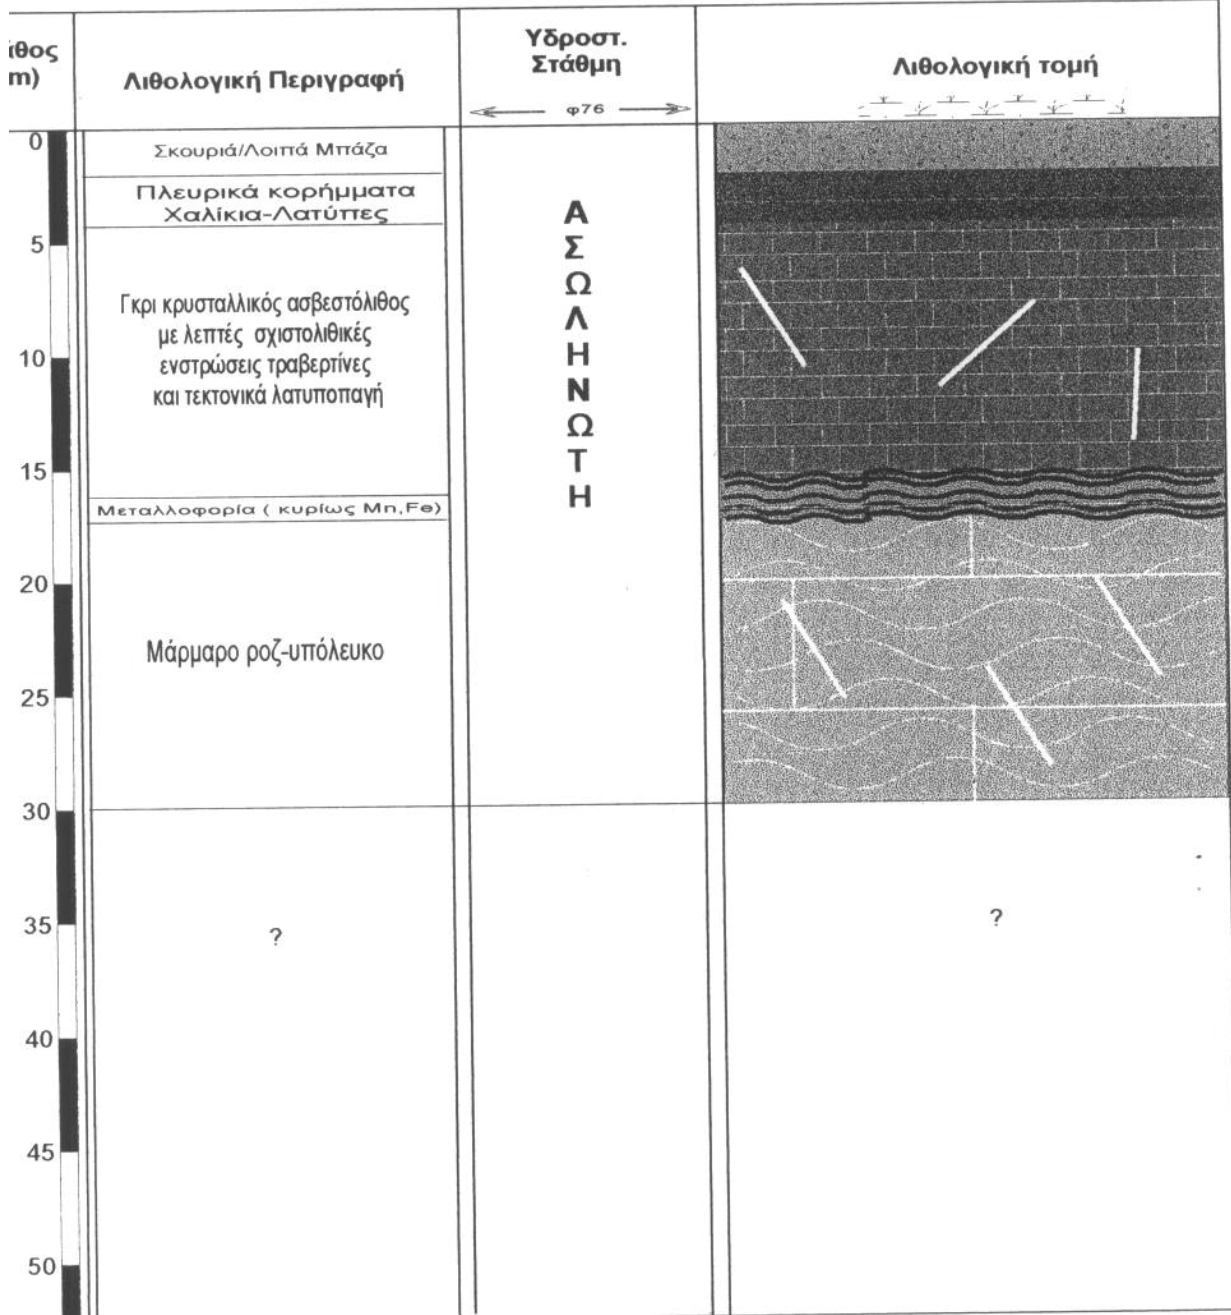 Υδροστ.
Στάθμη
Λιθολογική Περιγραφή
Λιθολογική τομή
m)
φ76
0
Σκουριά/Λοιπά Μπάζα
Πλευρικά κορήμματα
Χαλίκια-Λατύπες
5
Γκρι κρυσταλλικός ασβεστόλιθος
με λεπτές σχιστολιθικές
ενστρώσεις τραβερτίνες
και τεκτονικά λατυποπαγή
10
15
Α
Σ
Ω
Λ
Η
Ν
Ω
Τ
Η
Μεταλλοφορία ( κυρίως Mn,Fe)
20
Μάρμαρο ροζ-υπόλευκο
25
30
35
?
?
40
45
50